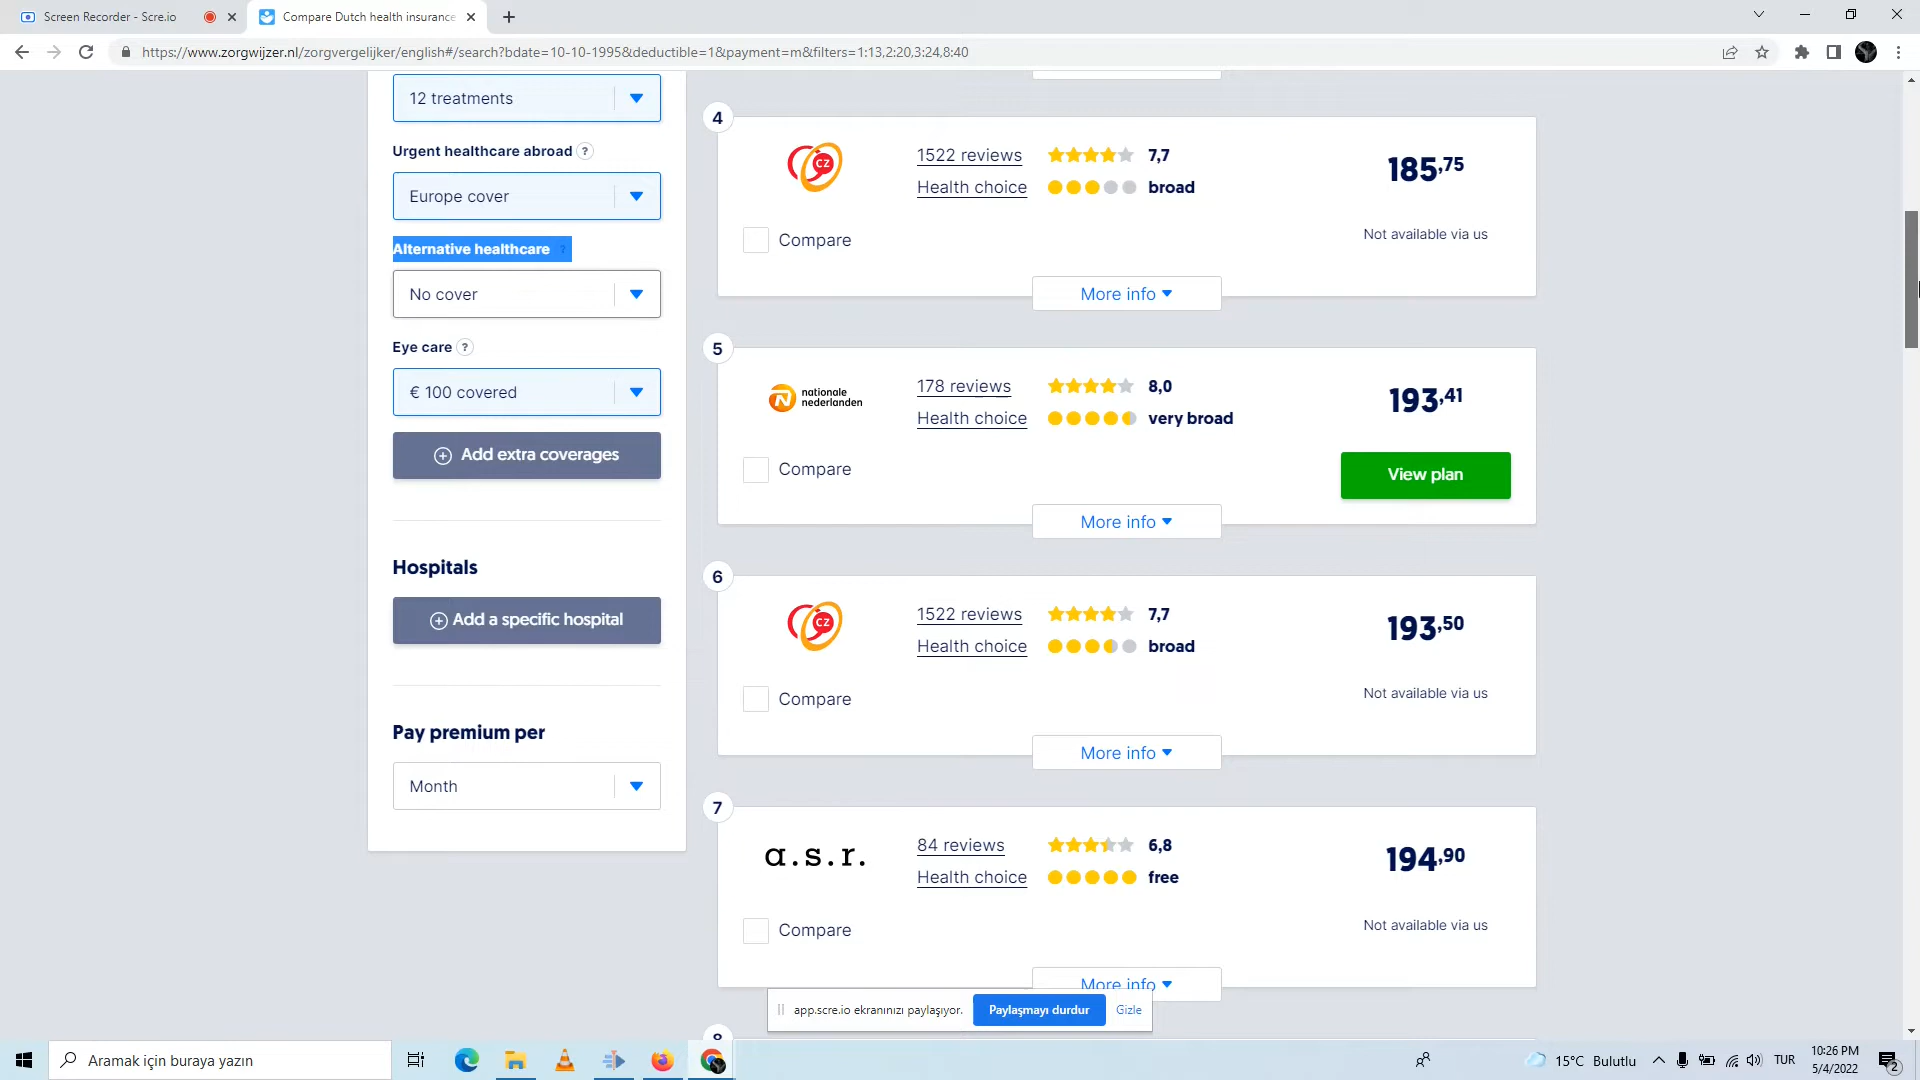 Screen Recorder - Scre.io
Compare Dutch health insurance
https://www.zorgwijzer.nl/zorgvergelijker/english#/search?bdate=10-10-1995&deductible=1&payment=m&filters=1:13,2:20,3:24,8:40
12 treatments
Urgent healthcare abroad ?
Europe cover
Alternative healthcare ?
No cover
Eye care ?
€ 100 covered
Add extra coverages
Hospitals
Add a specific hospital
Pay premium per
Month
4
CZ
1522 reviews 7,7
Health choice broad
185,75
Not available via us
Compare
More info
5
nationale
nederlanden
178 reviews 8,0
Health choice very broad
193,41
View plan
Compare
More info
6
CZ
1522 reviews 7,7
Health choice broad
193,50
Not available via us
Compare
More info
7
a.s.r.
84 reviews 6,8
Health choice free
194,90
Not available via us
Compare
More info
8
app.scre.io ekranınızı paylaşıyor. Paylaşmayı durdur Gizle
Aramak için buraya yazın
15°C Bulutlu
TUR
10:26 PM
5/4/2022
2